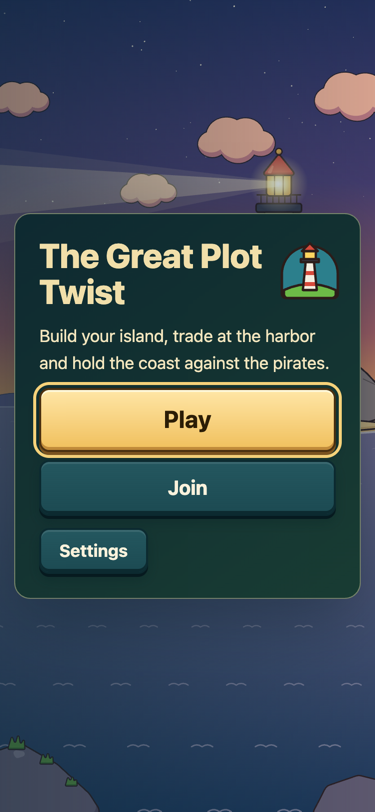 The Great Plot
Twist
Build your island, trade at the harbor
and hold the coast against the pirates.
Play
Join
Settings